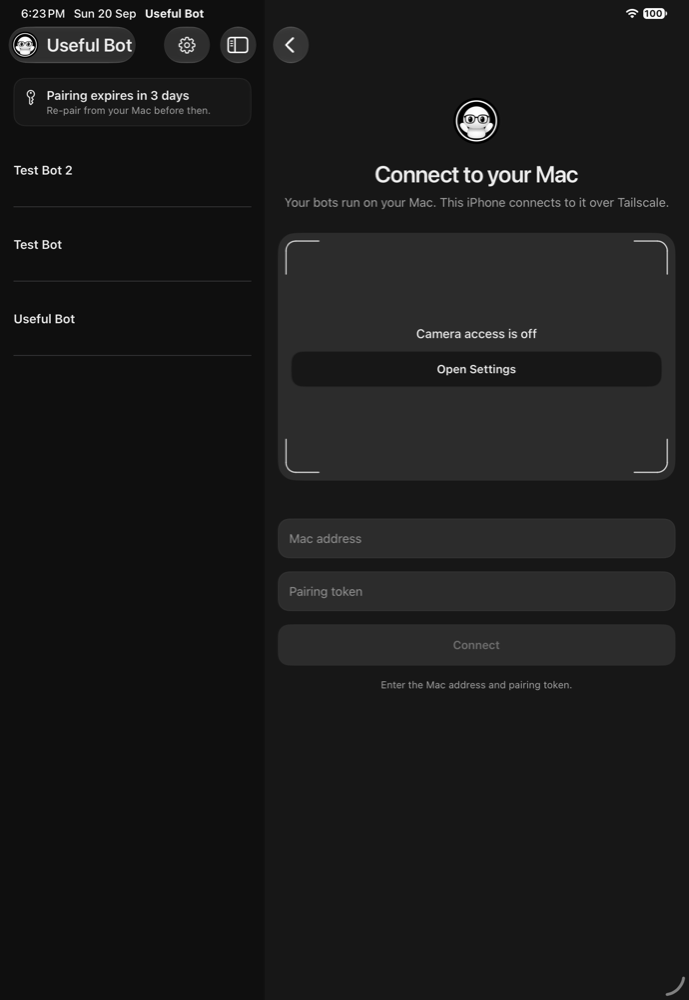 6:23 PM Sun 20 Sep Useful Bot
100
Useful Bot
Pairing expires in 3 days
Re-pair from your Mac before then.
Test Bot 2
Test Bot
Useful Bot
Connect to your Mac
Your bots run on your Mac. This iPhone connects to it over Tailscale.
Camera access is off
Open Settings
Mac address
Pairing token
Connect
Enter the Mac address and pairing token.